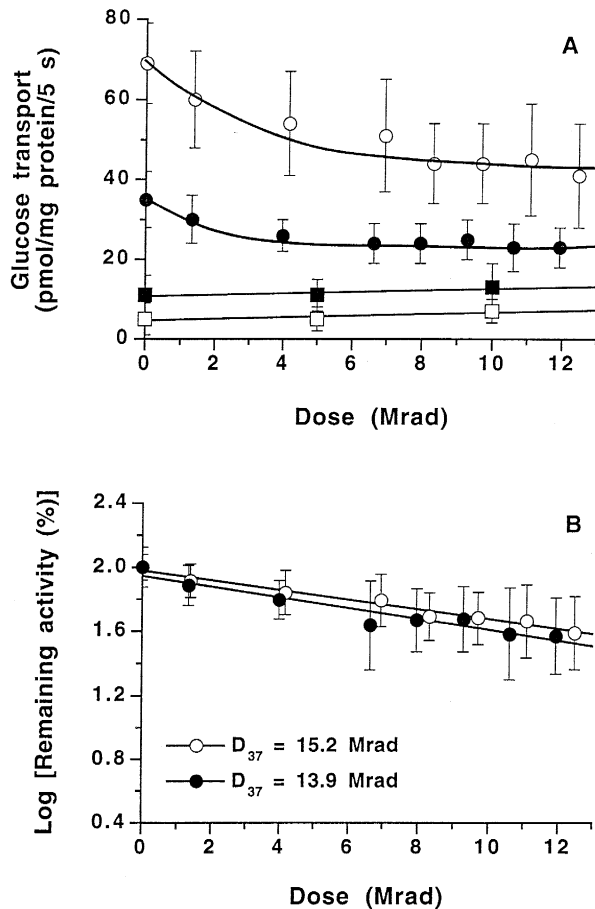 A
Glucose transport
(pmol/mg protein/5 s)
80
60
40
20
0
0 2 4 6 8 10 12
Dose (Mrad)
B
Log [Remaining activity (%)]
2.4
2.0
1.6
1.2
0.8
0.4
D37 = 15.2 Mrad
D37 = 13.9 Mrad
0 2 4 6 8 10 12
Dose (Mrad)